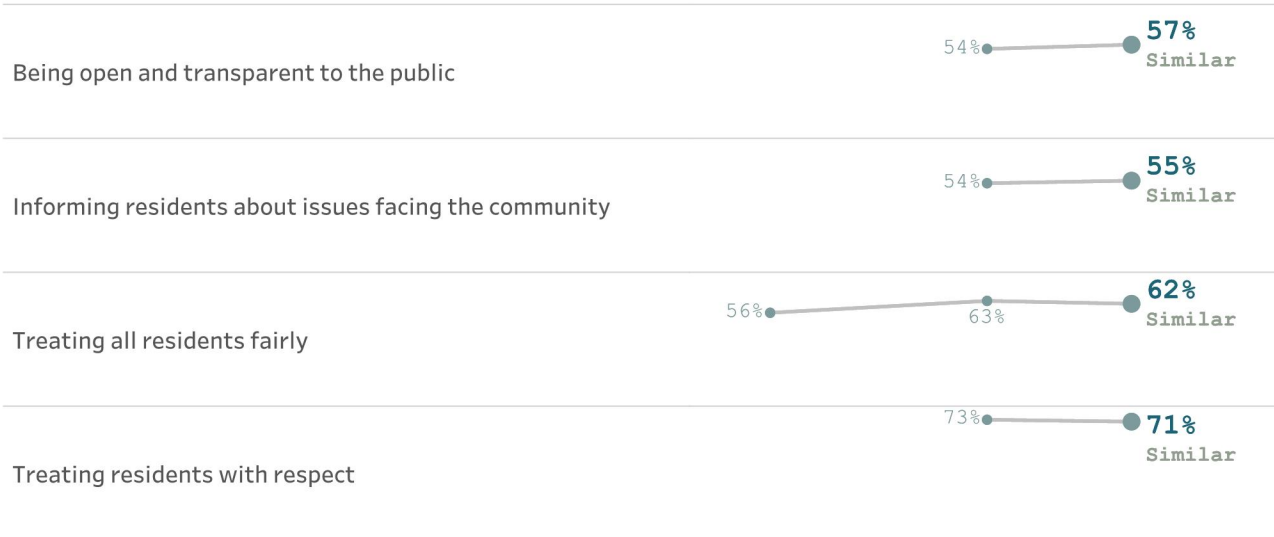 54%
57%
Similar
Being open and transparent to the public
54%
55%
Similar
Informing residents about issues facing the community
56%
63%
62%
Similar
Treating all residents fairly
73%
71%
Similar
Treating residents with respect